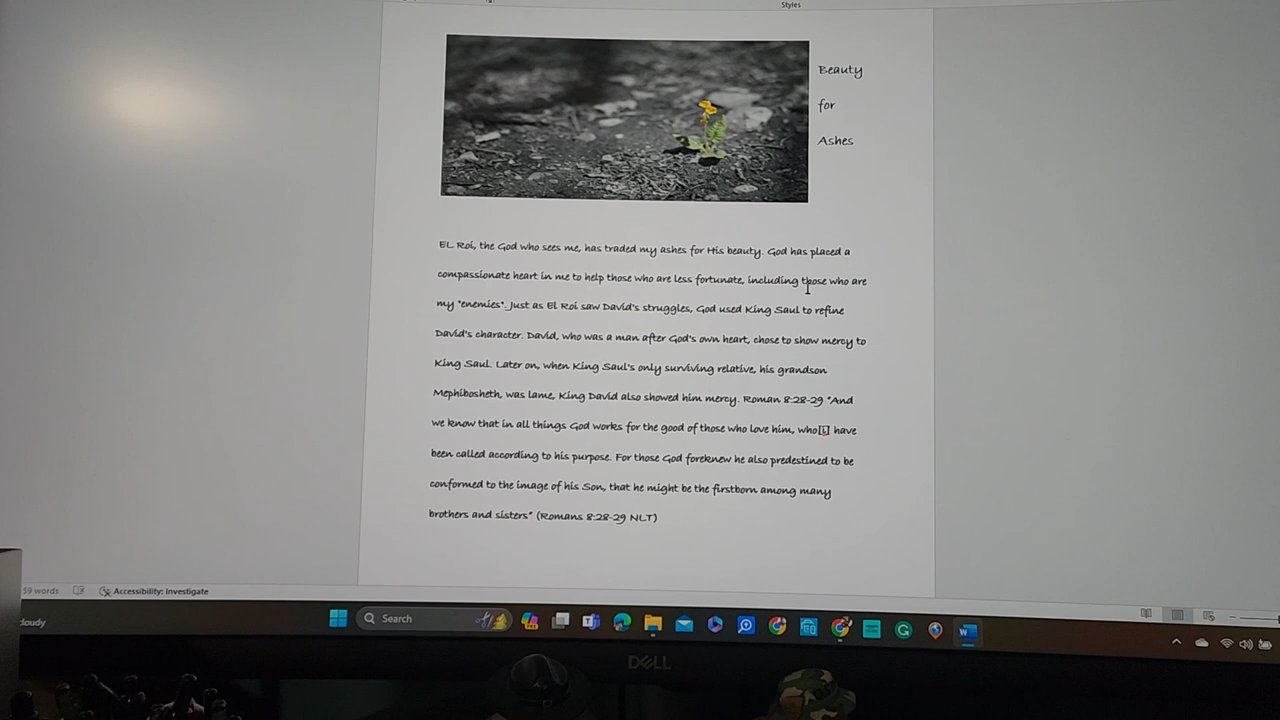 Styles
Beauty
for
Ashes
EL Roi, the God who sees me, has traded my ashes for His beauty. God has placed a
compassionate heart in me to help those who are less fortunate, including those who are
my "enemies". Just as El Roi saw David's struggles, God used King Saul to refine
David's character. David, who was a man after God's own heart, chose to show mercy to
King Saul. Later on, when King Saul's only surviving relative, his grandson
Mephibosheth, was lame, King David also showed him mercy. Roman 8:28-29 "And
we know that in all things God works for the good of those who love him, who[i] have
been called according to his purpose. For those God foreknew he also predestined to be
conformed to the image of his Son, that he might be the firstborn among many
brothers and sisters" (Romans 8:28-29 NLT)
59 words
Accessibility: Investigate
cloudy
Search
DELL